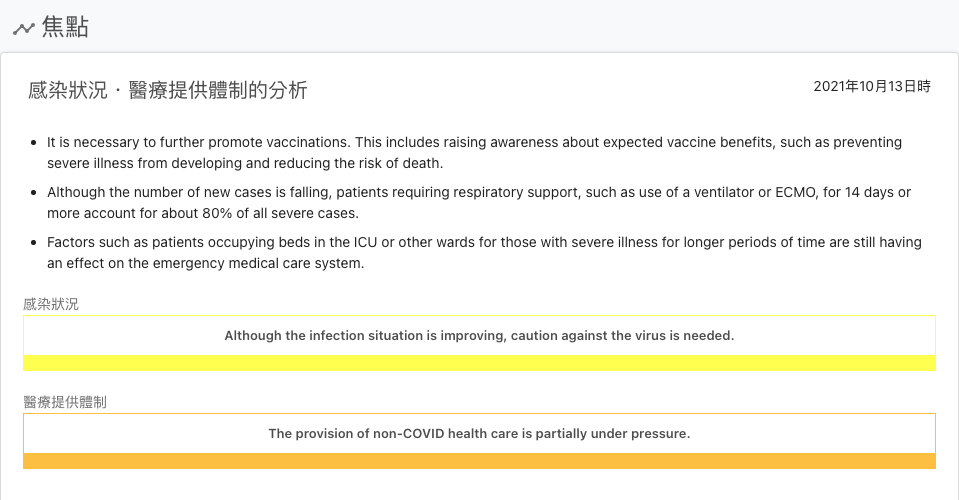 焦點
感染狀況・醫療提供體制的分析
2021年10月13日時
It is necessary to further promote vaccinations. This includes raising awareness about expected vaccine benefits, such as preventing
severe illness from developing and reducing the risk of death.
Although the number of new cases is falling, patients requiring respiratory support, such as use of a ventilator or ECMO, for 14 days or
more account for about 80% of all severe cases.
Factors such as patients occupying beds in the ICU or other wards for those with severe illness for longer periods of time are still having
an effect on the emergency medical care system.
感染狀況
Although the infection situation is improving, caution against the virus is needed.
醫療提供體制
The provision of non-COVID health care is partially under pressure.